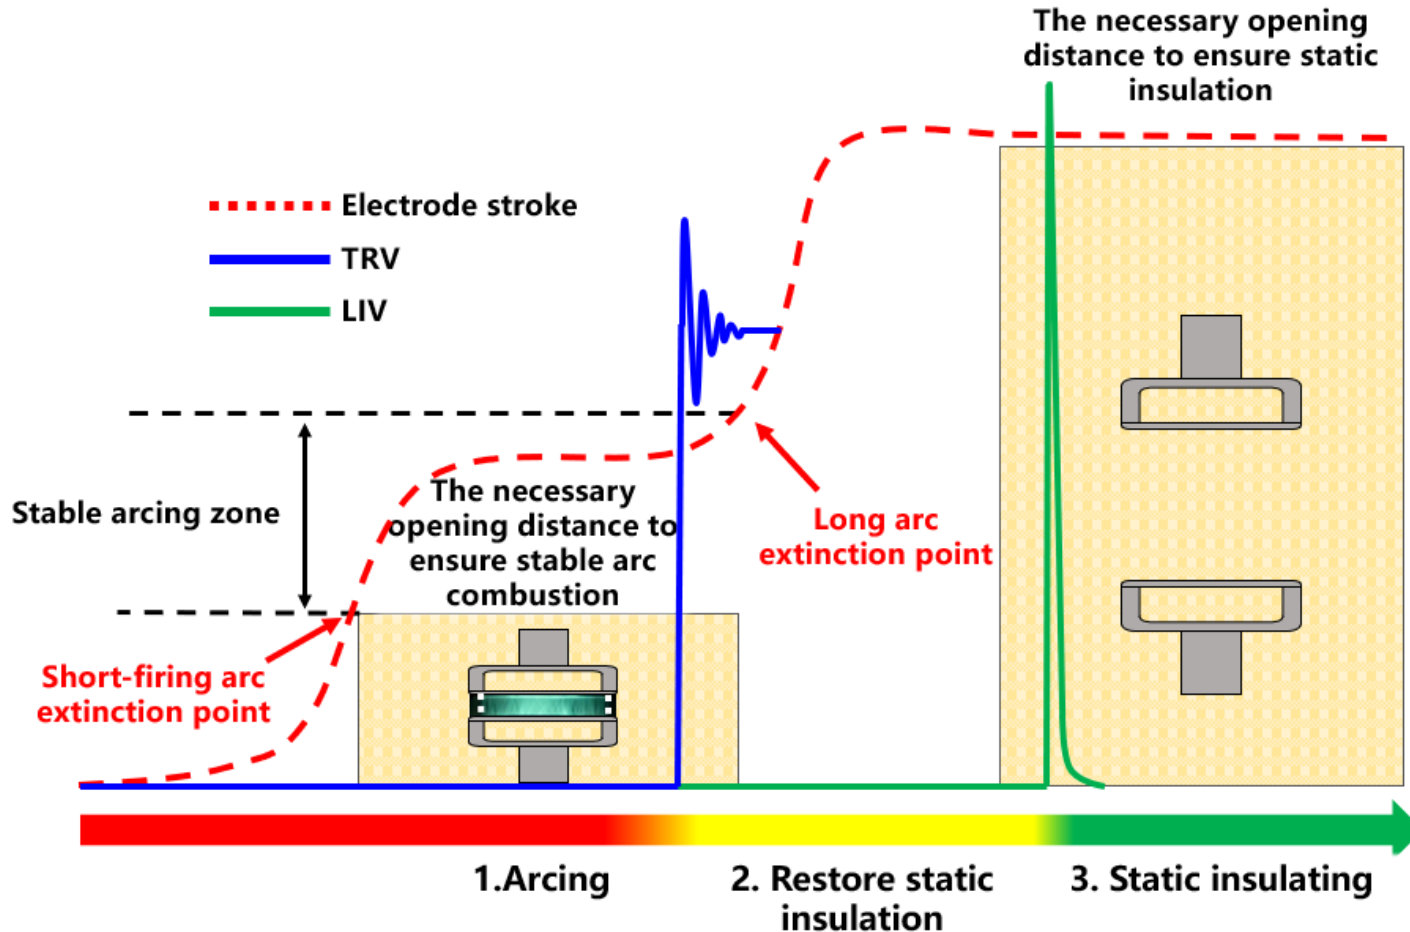 The necessary opening
distance to ensure static
insulation
Electrode stroke
TRV
LIV
Stable arcing zone
The necessary
opening distance to
ensure stable arc
combustion
Long arc
extinction point
Short-firing arc
extinction point
1.Arcing
2. Restore static
insulation
3. Static insulating